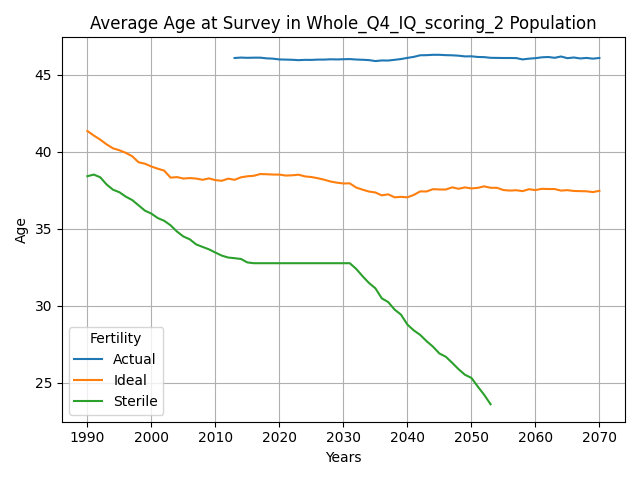 Average Age at Survey in Whole_Q4_IQ_scoring_2 Population
45
40
35
30
25
Age
Fertility
Actual
Ideal
Sterile
1990 2000 2010 2020 2030 2040 2050 2060 2070
Years